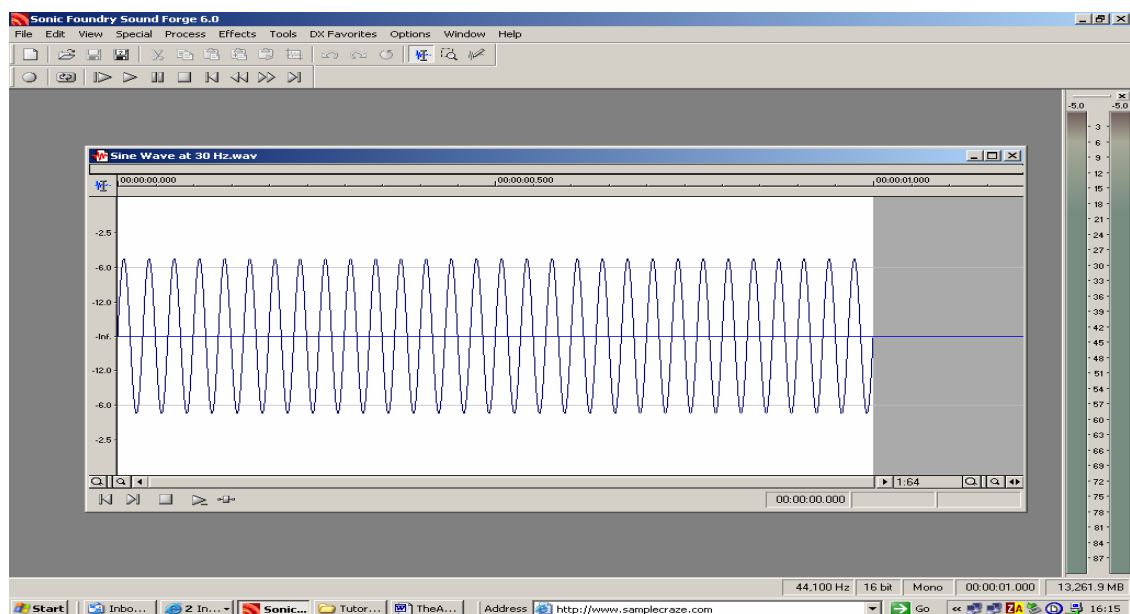 Sonic Foundry Sound Forge 6.0
File Edit View Special Process Effects Tools DX Favorites Options Window Help
-5.0 -5.0
Sine Wave at 30 Hz.wav
00:00:00.000 00:00:00.500 00:00:01.000
-2.5
-6.0
-12.0
-Inf.
-12.0
-6.0
-2.5
1:64
00:00:00.000
- 3 -
- 6 -
- 9 -
- 12 -
- 15 -
- 18 -
- 21 -
- 24 -
- 27 -
- 30 -
- 33 -
- 36 -
- 39 -
- 42 -
- 45 -
- 48 -
- 51 -
- 54 -
- 57 -
- 60 -
- 63 -
- 66 -
- 69 -
- 72 -
- 75 -
- 78 -
- 81 -
- 84 -
- 87 -
44,100 Hz 16 bit Mono 00:00:01.000 13,261.9 MB
Start Inbo... 2 In... Sonic... Tutor... TheA... Address http://www.samplecraze.com Go « ZA 16:15